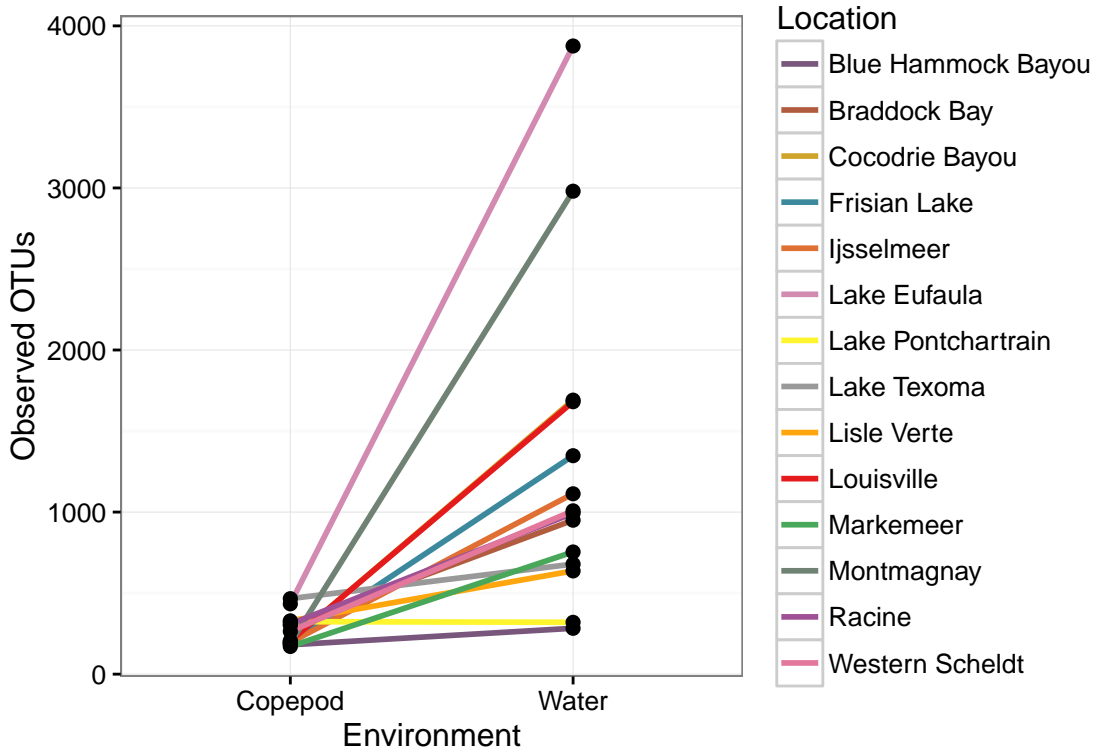 4000
3000
2000
1000
0
Observed OTUs
Copepod
Water
Environment
Location
Blue Hammock Bayou
Braddock Bay
Cocodrie Bayou
Frisian Lake
Ijsselmeer
Lake Eufaula
Lake Pontchartrain
Lake Texoma
Lisle Verte
Louisville
Markemeer
Montmagnay
Racine
Western Scheldt